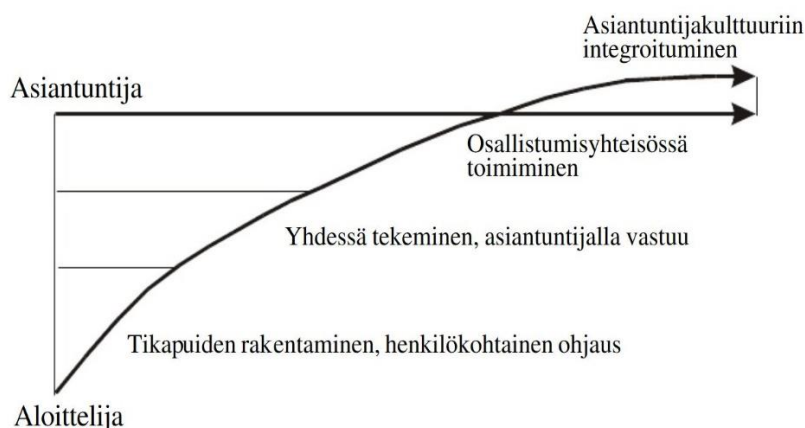 Asiantuntijakulttuuriin
integroituminen
Asiantuntija
Osallistumisyhteisössä
toimiminen
Yhdessä tekeminen, asiantuntijalla vastuu
Tikapuiden rakentaminen, henkilökohtainen ohjaus
Aloittelija